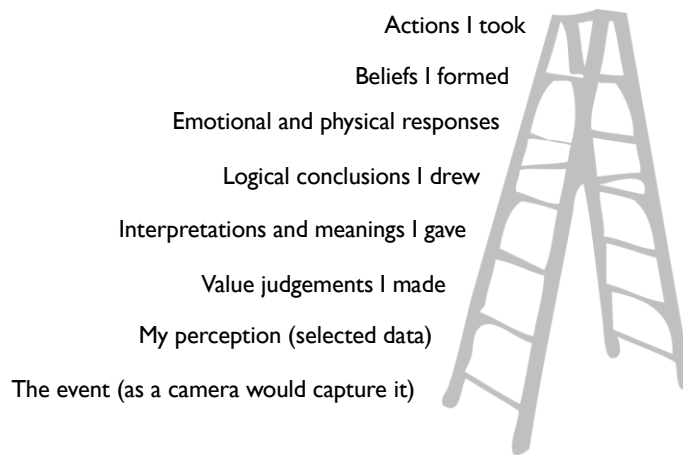 Actions I took
Beliefs I formed
Emotional and physical responses
Logical conclusions I drew
Interpretations and meanings I gave
Value judgements I made
My perception (selected data)
The event (as a camera would capture it)